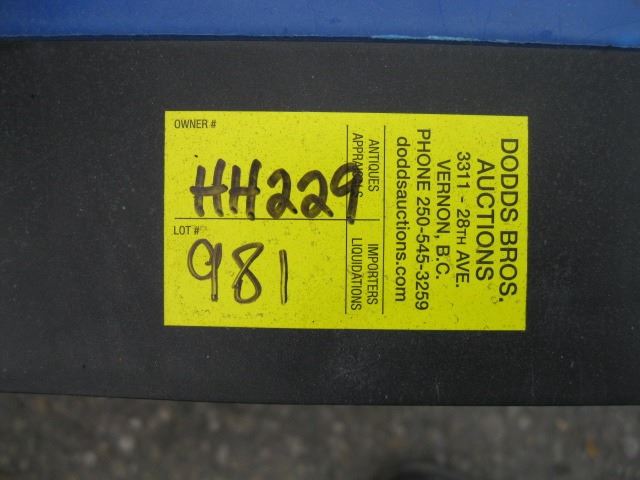 DODDS BROS.
AUCTIONS
3311 - 28TH AVE.
VERNON, B.C.
PHONE 250-545-3259
doddsauctions.com
ANTIQUES IMPORTERS
APPRAISALS LIQUIDATIONS
OWNER #
HH229
LOT #
981